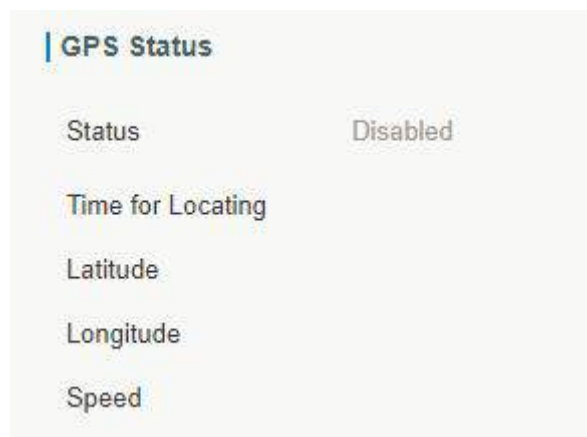 GPS Status
Status Disabled
Time for Locating
Latitude
Longitude
Speed